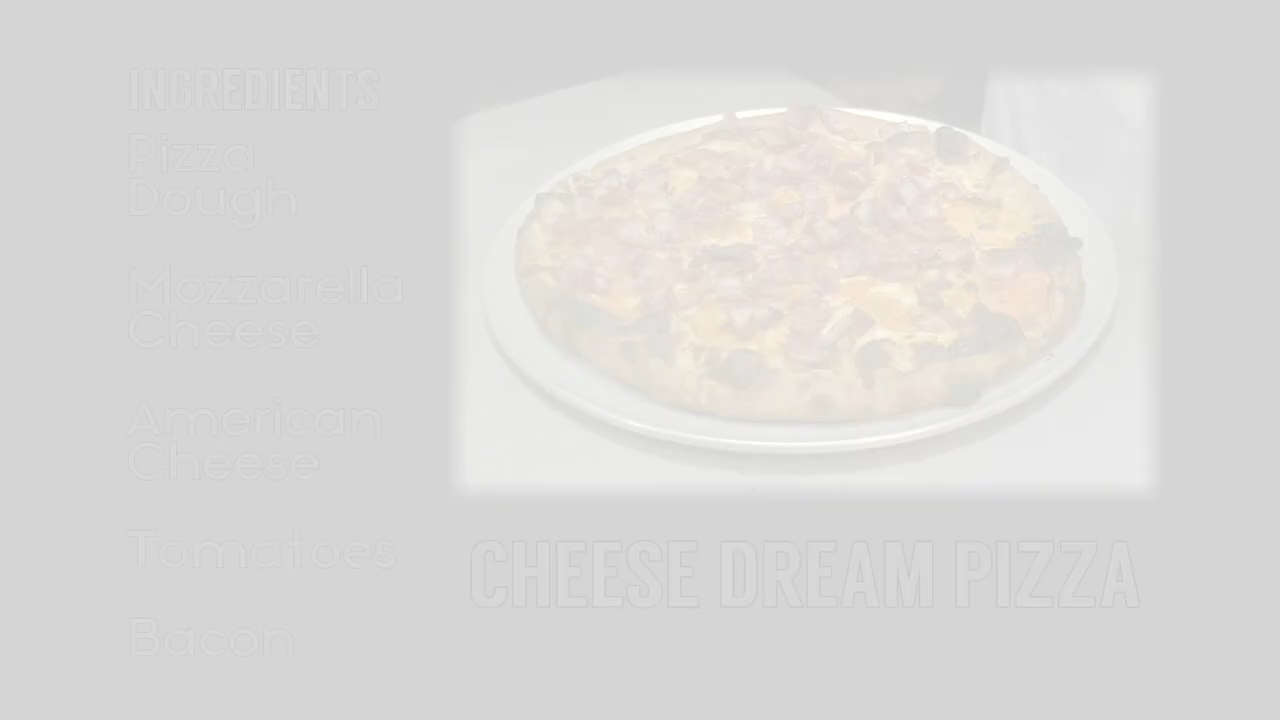 INGREDIENTS
Pizza
Dough
Mozzarella
Cheese
American
Cheese
Tomatoes
Bacon
CHEESE DREAM PIZZA